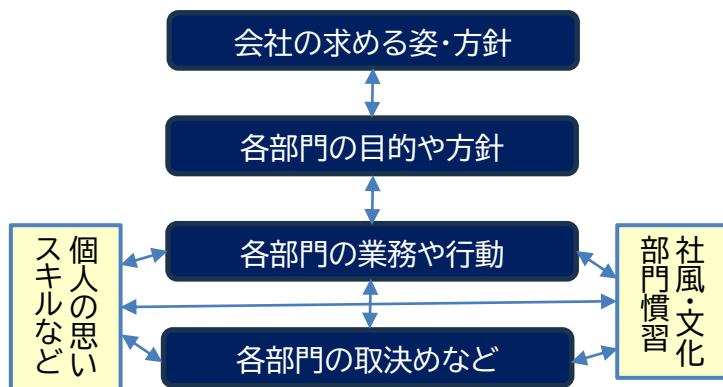 会社の求める姿・方針
各部門の目的や方針
各部門の業務や行動
各部門の取決めなど
個人の思い
スキルなど
社風・文化
部門慣習